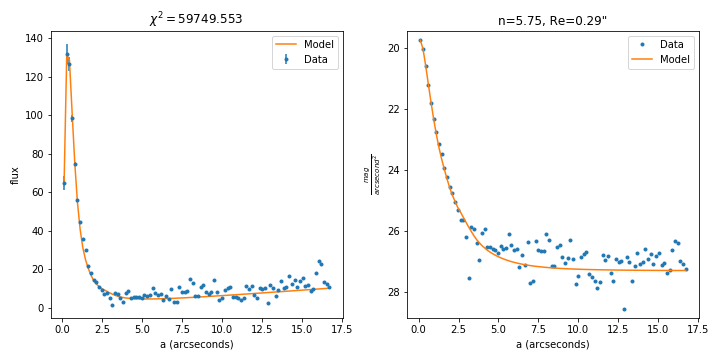 χ² = 59749.553
Model
Data
flux
140
120
100
80
60
40
20
0
0.0 2.5 5.0 7.5 10.0 12.5 15.0 17.5
a (arcseconds)
n=5.75, Re=0.29"
Data
Model
mag
arcsecond²
20
22
24
26
28
0.0 2.5 5.0 7.5 10.0 12.5 15.0 17.5
a (arcseconds)